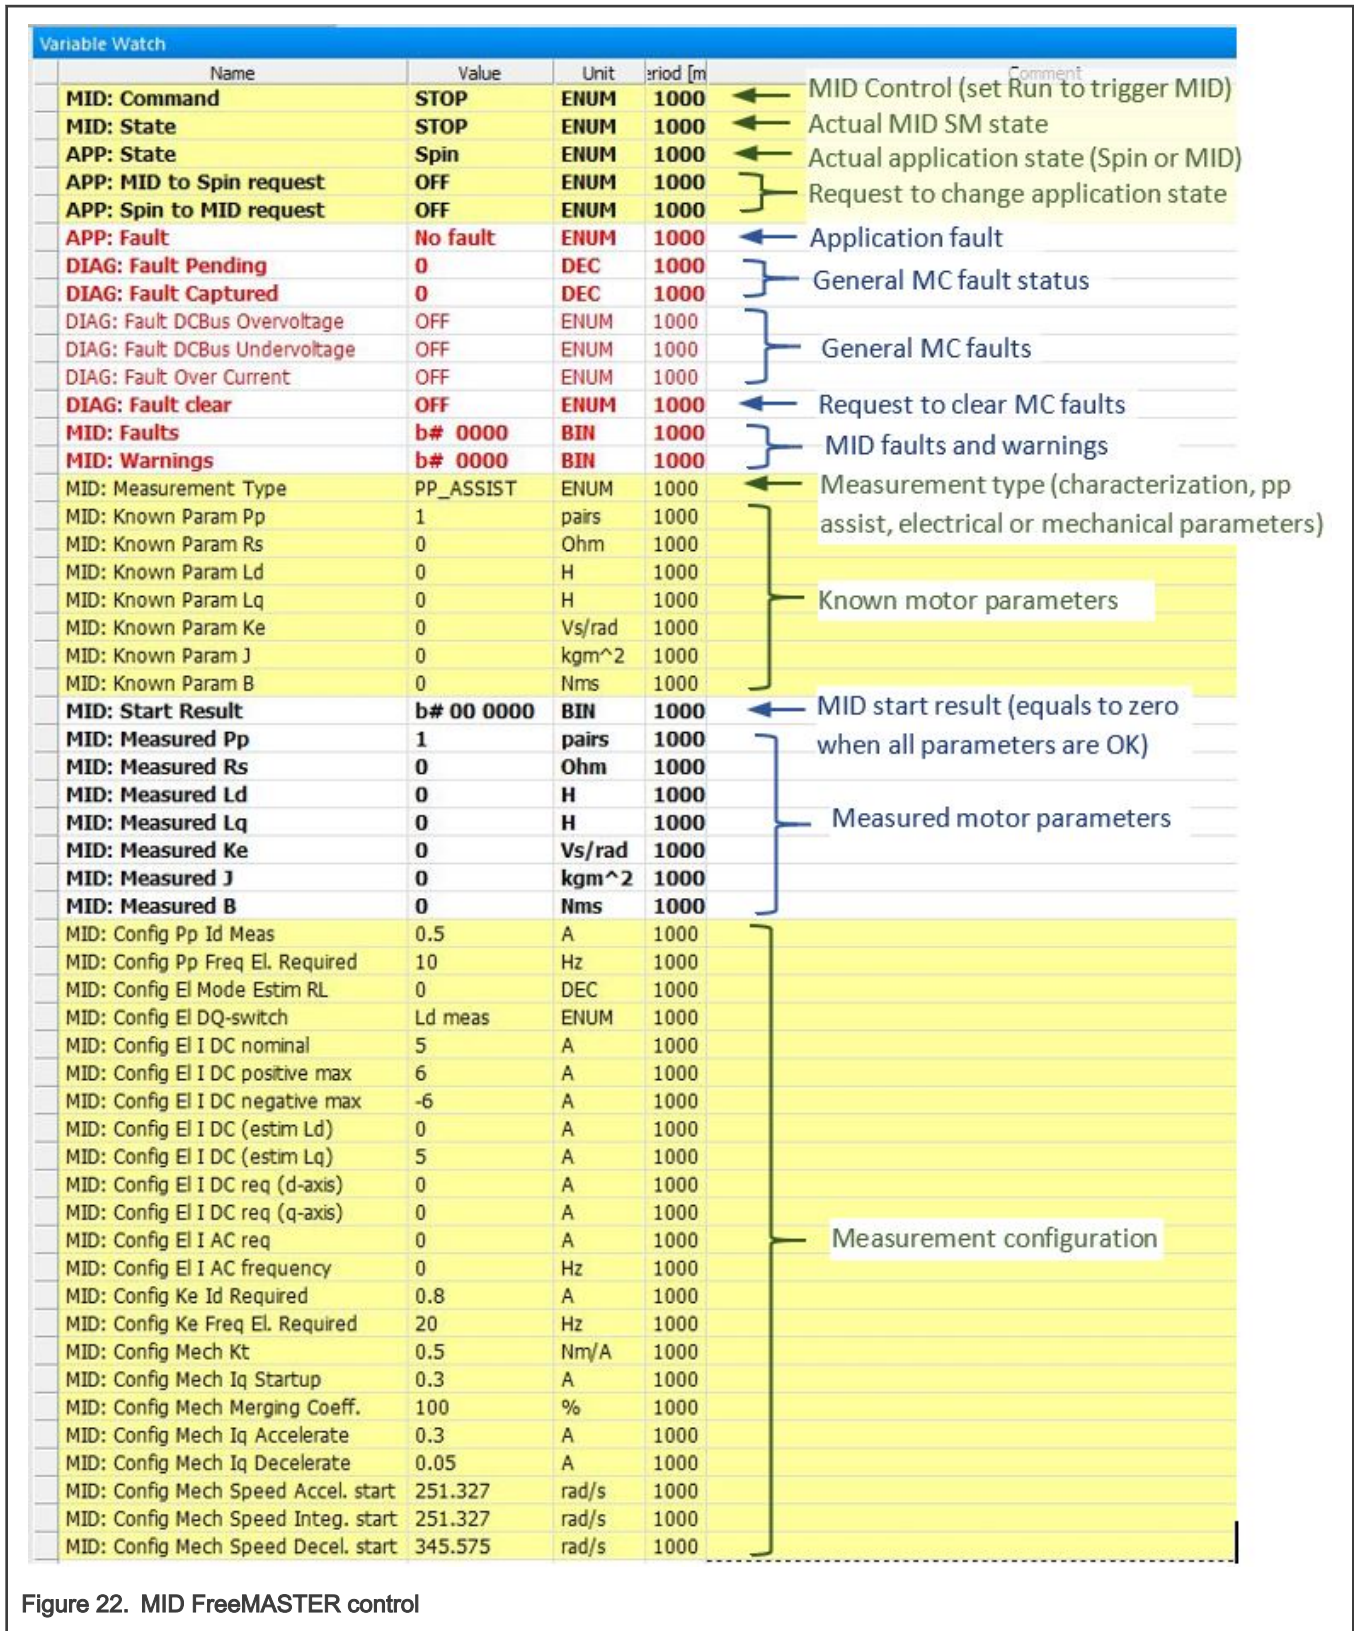 Variable Watch
Name Value Unit eriod [m Comment
MID: Command STOP ENUM 1000 MID Control (set Run to trigger MID)
MID: State STOP ENUM 1000 Actual MID SM state
APP: State Spin ENUM 1000 Actual application state (Spin or MID)
APP: MID to Spin request OFF ENUM 1000 Request to change application state
APP: Spin to MID request OFF ENUM 1000
APP: Fault No fault ENUM 1000 Application fault
DIAG: Fault Pending 0 DEC 1000 General MC fault status
DIAG: Fault Captured 0 DEC 1000
DIAG: Fault DCBus Overvoltage OFF ENUM 1000
DIAG: Fault DCBus Undervoltage OFF ENUM 1000 General MC faults
DIAG: Fault Over Current OFF ENUM 1000
DIAG: Fault clear OFF ENUM 1000 Request to clear MC faults
MID: Faults b# 0000 BIN 1000 MID faults and warnings
MID: Warnings b# 0000 BIN 1000
MID: Measurement Type PP_ASSIST ENUM 1000 Measurement type (characterization, pp
MID: Known Param Pp 1 pairs 1000 assist, electrical or mechanical parameters)
MID: Known Param Rs 0 Ohm 1000
MID: Known Param Ld 0 H 1000
MID: Known Param Lq 0 H 1000 Known motor parameters
MID: Known Param Ke 0 Vs/rad 1000
MID: Known Param J 0 kgm^2 1000
MID: Known Param B 0 Nms 1000
MID: Start Result b# 00 0000 BIN 1000 MID start result (equals to zero
MID: Measured Pp 1 pairs 1000 when all parameters are OK)
MID: Measured Rs 0 Ohm 1000
MID: Measured Ld 0 H 1000
MID: Measured Lq 0 H 1000 Measured motor parameters
MID: Measured Ke 0 Vs/rad 1000
MID: Measured J 0 kgm^2 1000
MID: Measured B 0 Nms 1000
MID: Config Pp Id Meas 0.5 A 1000
MID: Config Pp Freq El. Required 10 Hz 1000
MID: Config El Mode Estim RL 0 DEC 1000
MID: Config El DQ-switch Ld meas ENUM 1000
MID: Config El I DC nominal 5 A 1000
MID: Config El I DC positive max 6 A 1000
MID: Config El I DC negative max -6 A 1000
MID: Config El I DC (estim Ld) 0 A 1000
MID: Config El I DC (estim Lq) 5 A 1000
MID: Config El I DC req (d-axis) 0 A 1000
MID: Config El I DC req (q-axis) 0 A 1000
MID: Config El I AC req 0 A 1000 Measurement configuration
MID: Config El I AC frequency 0 Hz 1000
MID: Config Ke Id Required 0.8 A 1000
MID: Config Ke Freq El. Required 20 Hz 1000
MID: Config Mech Kt 0.5 Nm/A 1000
MID: Config Mech Iq Startup 0.3 A 1000
MID: Config Mech Merging Coeff. 100 % 1000
MID: Config Mech Iq Accelerate 0.3 A 1000
MID: Config Mech Iq Decelerate 0.05 A 1000
MID: Config Mech Speed Accel. start 251.327 rad/s 1000
MID: Config Mech Speed Integ. start 251.327 rad/s 1000
MID: Config Mech Speed Decel. start 345.575 rad/s 1000
Figure 22. MID FreeMASTER control